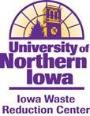 University of
Northern
Iowa
Iowa Waste
Reduction Center